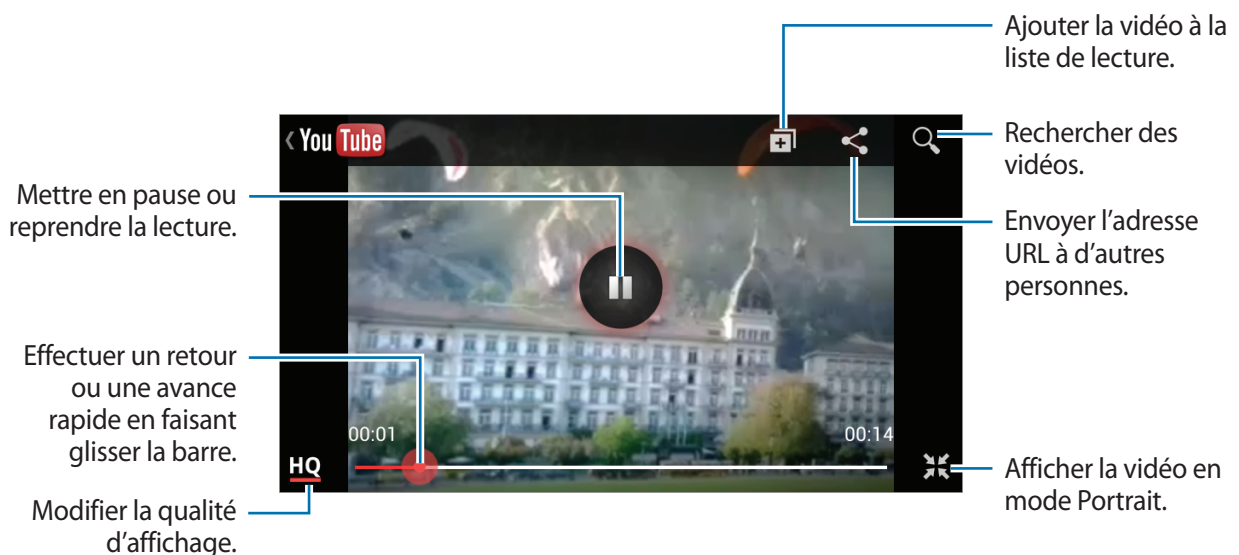 Ajouter la vidéo à la
liste de lecture.
You Tube
Rechercher des
vidéos.
Mettre en pause ou
reprendre la lecture.
Envoyer l’adresse
URL à d’autres
personnes.
Effectuer un retour
ou une avance
rapide en faisant
glisser la barre.
00:01
00:14
HQ
Afficher la vidéo en
mode Portrait.
Modifier la qualité
d’affichage.